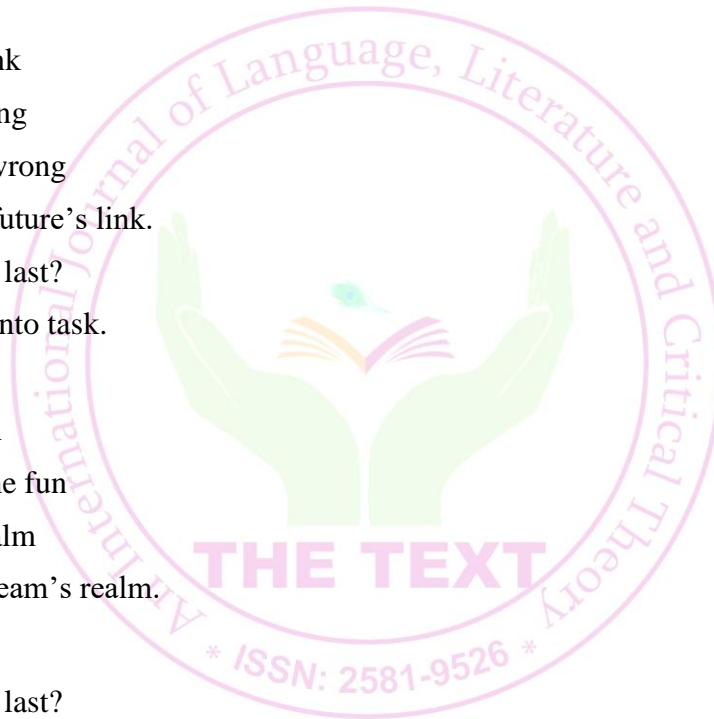 nk
ng
wrong
future's link.
last?
nto task.
fun
alm
eam's realm.
last?
An International Journal of Language, Literature and Critical Theory
THE TEXT
* ISSN: 2581-9526 *